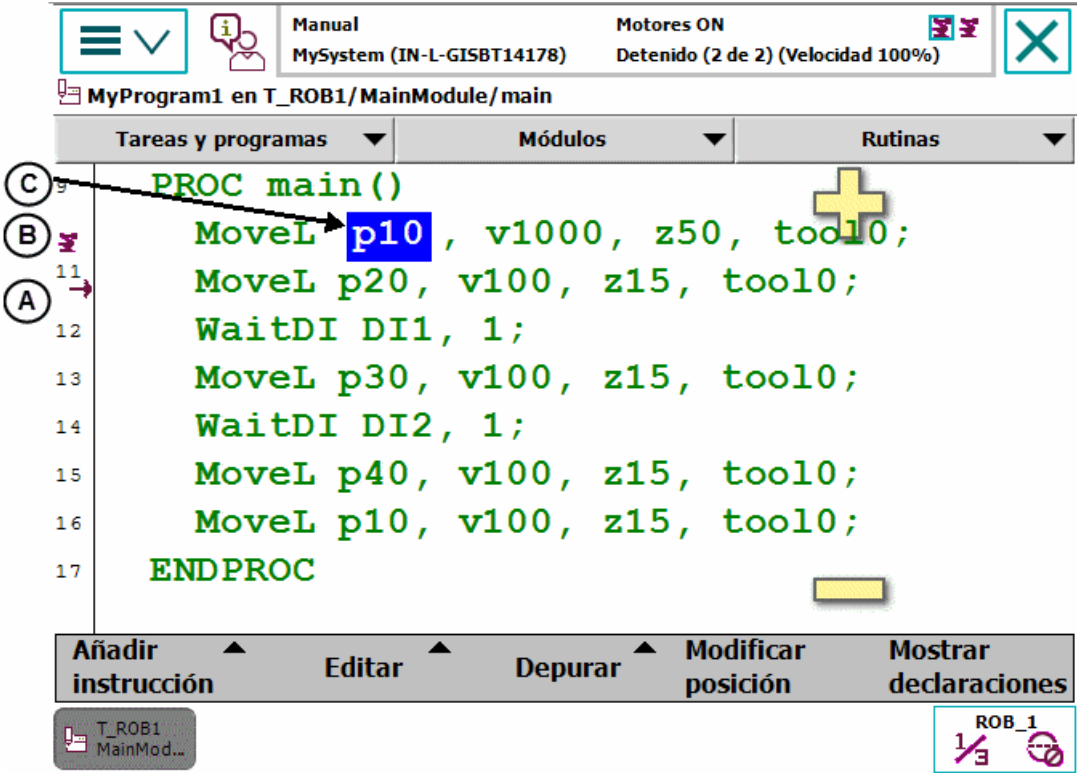 Manual Motores ON
MySystem (IN-L-GISBT14178) Detenido (2 de 2) (Velocidad 100%)
MyProgram1 en T_ROB1/MainModule/main
Tareas y programas Módulos Rutinas
C 9 PROC main()
B MoveL p10 , v1000, z50, tool0;
11 MoveL p20, v100, z15, tool0;
A
12 WaitDI DI1, 1;
13 MoveL p30, v100, z15, tool0;
14 WaitDI DI2, 1;
15 MoveL p40, v100, z15, tool0;
16 MoveL p10, v100, z15, tool0;
17 ENDPROC
Añadir instrucción Editar Depurar Modificar posición Mostrar declaraciones
T_ROB1
MainMod...
ROB_1
1/3